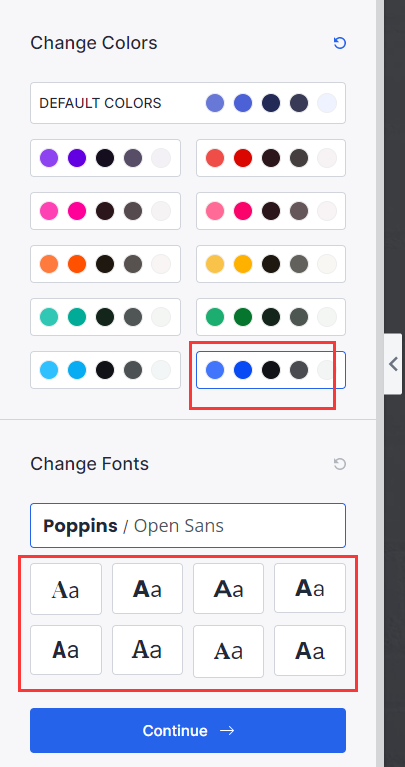 Change Colors
DEFAULT COLORS
Change Fonts
Poppins / Open Sans
Aa Aa Aa Aa
Aa Aa Aa Aa
Continue →